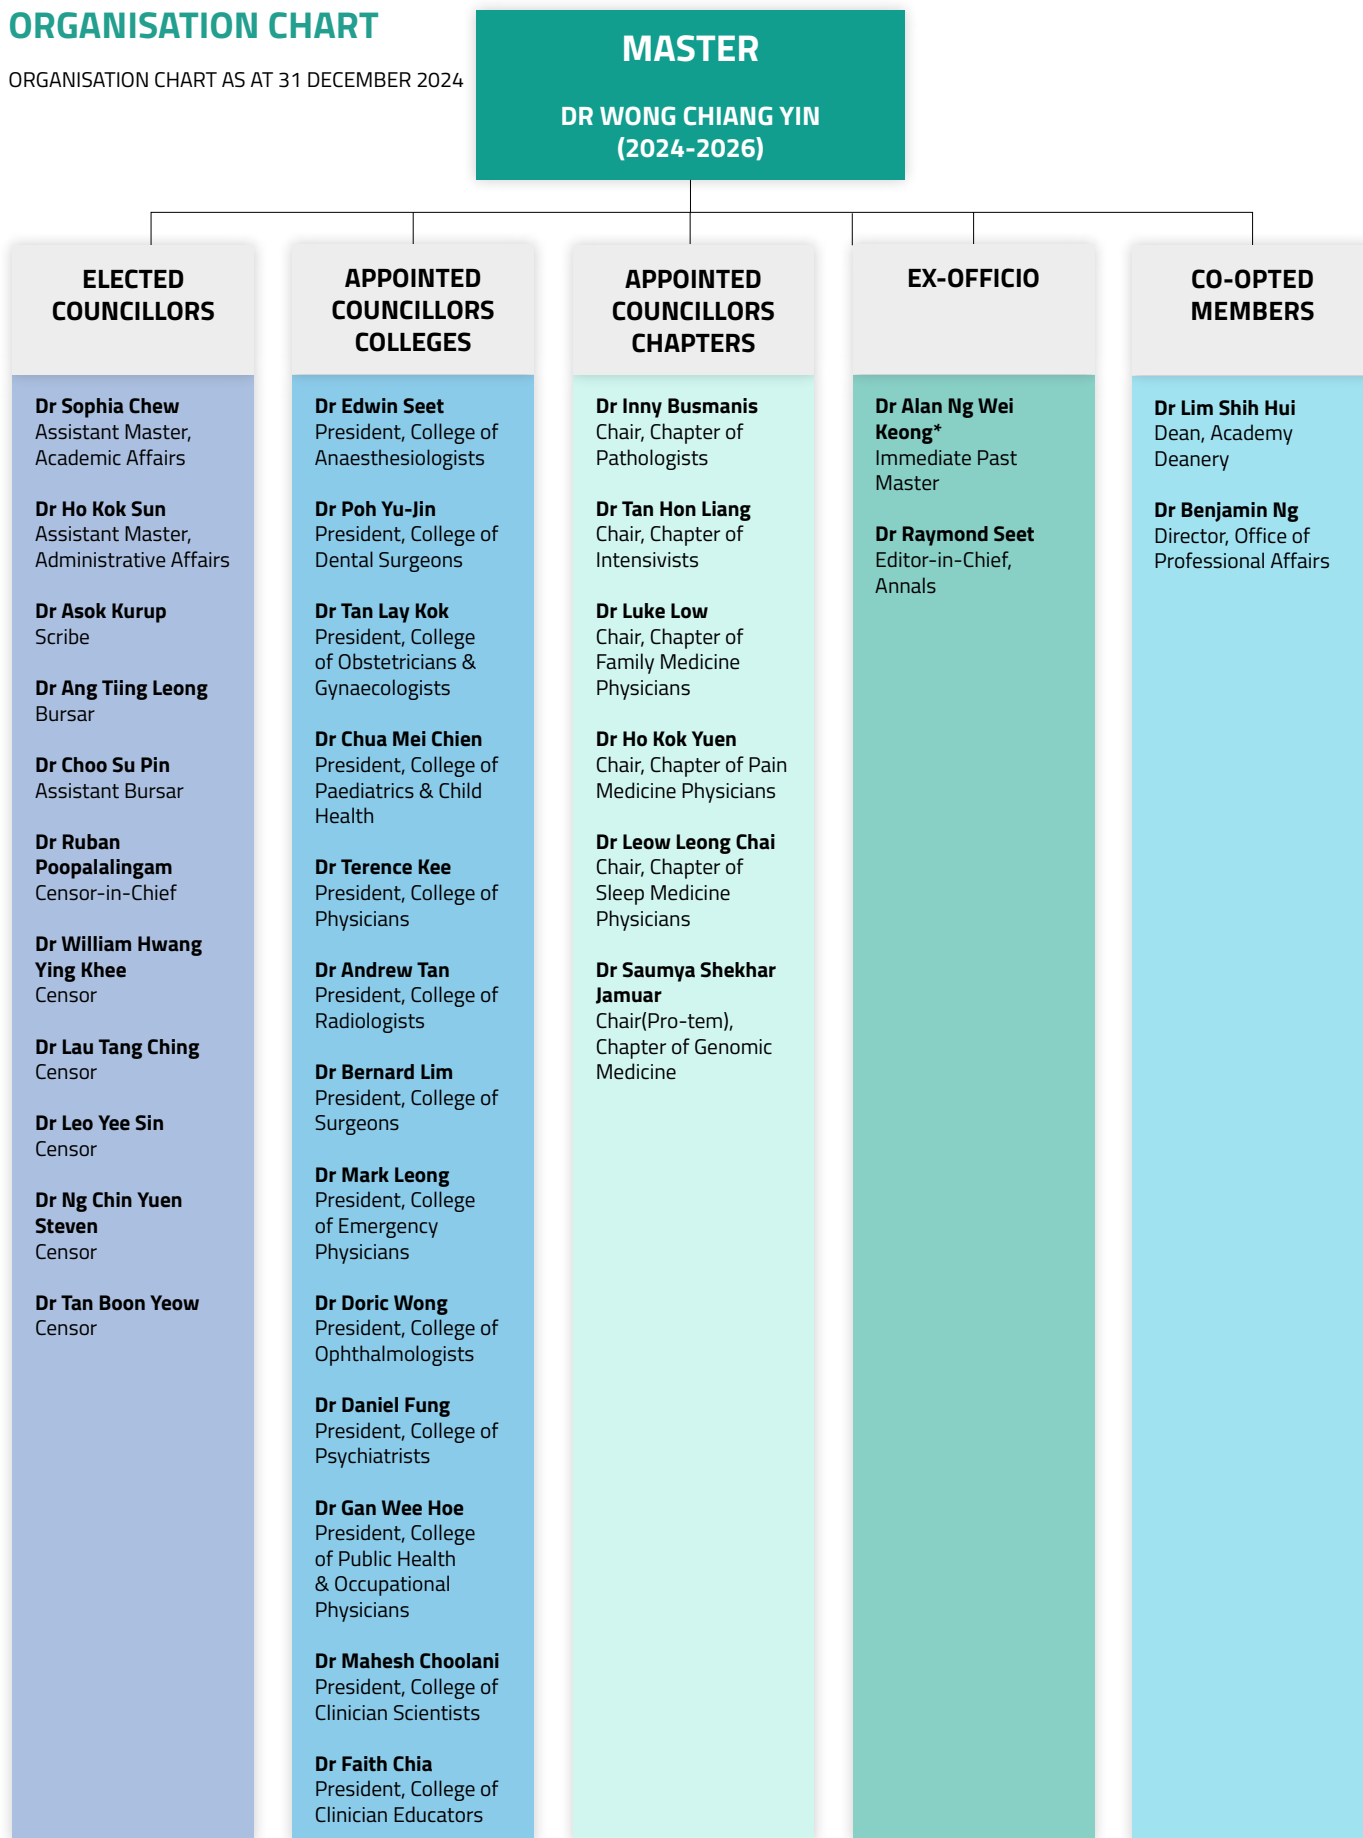 ORGANISATION CHART
ORGANISATION CHART AS AT 31 DECEMBER 2024
MASTER
DR WONG CHIANG YIN
(2024-2026)
ELECTED
COUNCILLORS
Dr Sophia Chew
Assistant Master,
Academic Affairs
Dr Ho Kok Sun
Assistant Master,
Administrative Affairs
Dr Asok Kurup
Scribe
Dr Ang Tiing Leong
Bursar
Dr Choo Su Pin
Assistant Bursar
Dr Ruban
Poopalalingam
Censor-in-Chief
Dr William Hwang
Ying Khee
Censor
Dr Lau Tang Ching
Censor
Dr Leo Yee Sin
Censor
Dr Ng Chin Yuen
Steven
Censor
Dr Tan Boon Yeow
Censor
APPOINTED
COUNCILLORS
COLLEGES
Dr Edwin Seet
President, College of
Anaesthesiologists
Dr Poh Yu-Jin
President, College of
Dental Surgeons
Dr Tan Lay Kok
President, College
of Obstetricians &
Gynaecologists
Dr Chua Mei Chien
President, College of
Paediatrics & Child
Health
Dr Terence Kee
President, College of
Physicians
Dr Andrew Tan
President, College of
Radiologists
Dr Bernard Lim
President, College of
Surgeons
Dr Mark Leong
President, College
of Emergency
Physicians
Dr Doric Wong
President, College of
Ophthalmologists
Dr Daniel Fung
President, College of
Psychiatrists
Dr Gan Wee Hoe
President, College
of Public Health
& Occupational
Physicians
Dr Mahesh Choolani
President, College of
Clinician Scientists
Dr Faith Chia
President, College of
Clinician Educators
APPOINTED
COUNCILLORS
CHAPTERS
Dr Inny Busmanis
Chair, Chapter of
Pathologists
Dr Tan Hon Liang
Chair, Chapter of
Intensivists
Dr Luke Low
Chair, Chapter of
Family Medicine
Physicians
Dr Ho Kok Yuen
Chair, Chapter of Pain
Medicine Physicians
Dr Leow Leong Chai
Chair, Chapter of
Sleep Medicine
Physicians
Dr Saumya Shekhar
Jamuar
Chair(Pro-tem),
Chapter of Genomic
Medicine
EX-OFFICIO
Dr Alan Ng Wei
Keong*
Immediate Past
Master
Dr Raymond Seet
Editor-in-Chief,
Annals
CO-OPTED
MEMBERS
Dr Lim Shih Hui
Dean, Academy
Deanery
Dr Benjamin Ng
Director, Office of
Professional Affairs